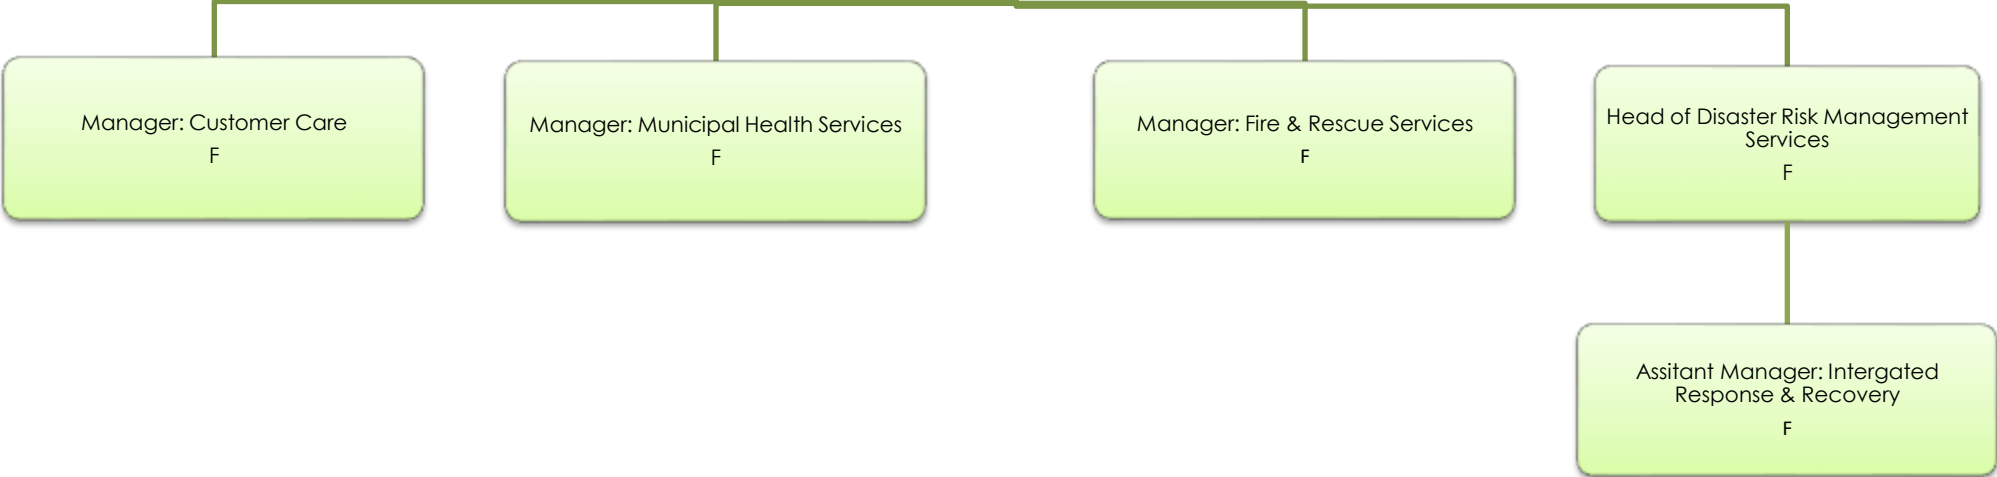 Manager: Customer Care
F
Manager: Municipal Health Services
F
Manager: Fire & Rescue Services
F
Head of Disaster Risk Management
Services
F
Assitant Manager: Intergated
Response & Recovery
F